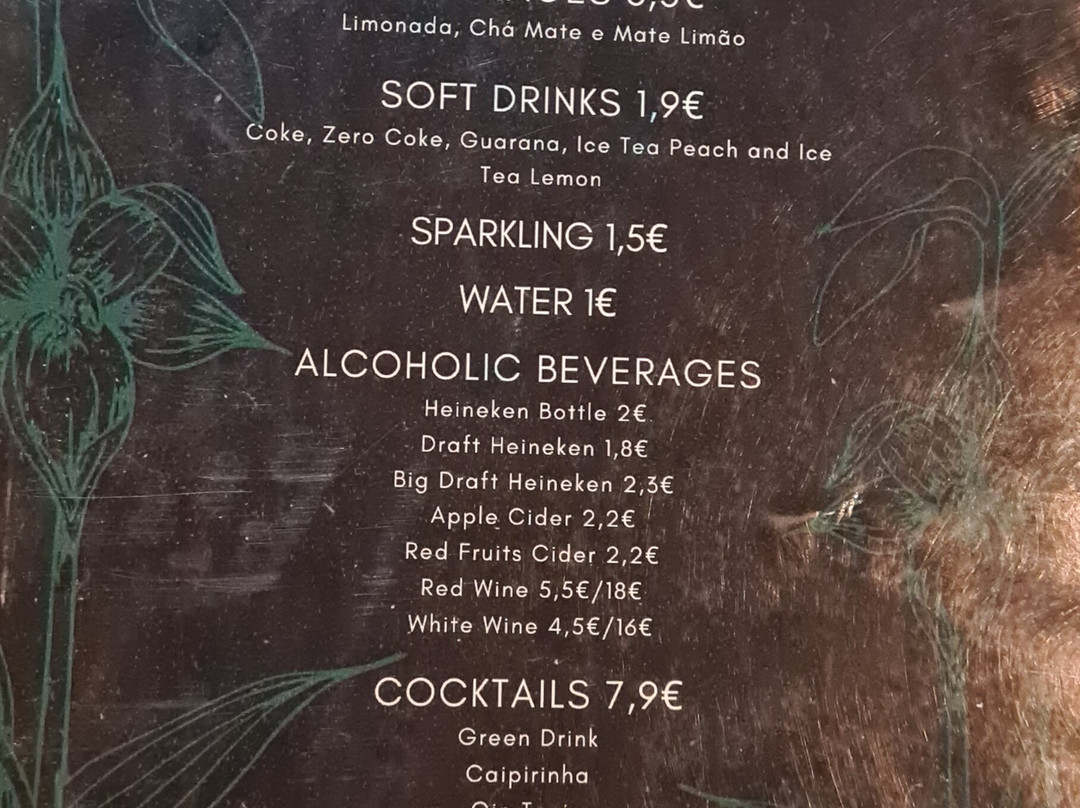 Limonada, Chá Mate e Mate Limão
SOFT DRINKS 1,9€
Coke, Zero Coke, Guarana, Ice Tea Peach and Ice
Tea Lemon
SPARKLING 1,5€
WATER 1€
ALCOHOLIC BEVERAGES
Heineken Bottle 2€
Draft Heineken 1,8€
Big Draft Heineken 2,3€
Apple Cider 2,2€
Red Fruits Cider 2,2€
Red Wine 5,5€/18€
White Wine 4,5€/16€
COCKTAILS 7,9€
Green Drink
Caipirinha